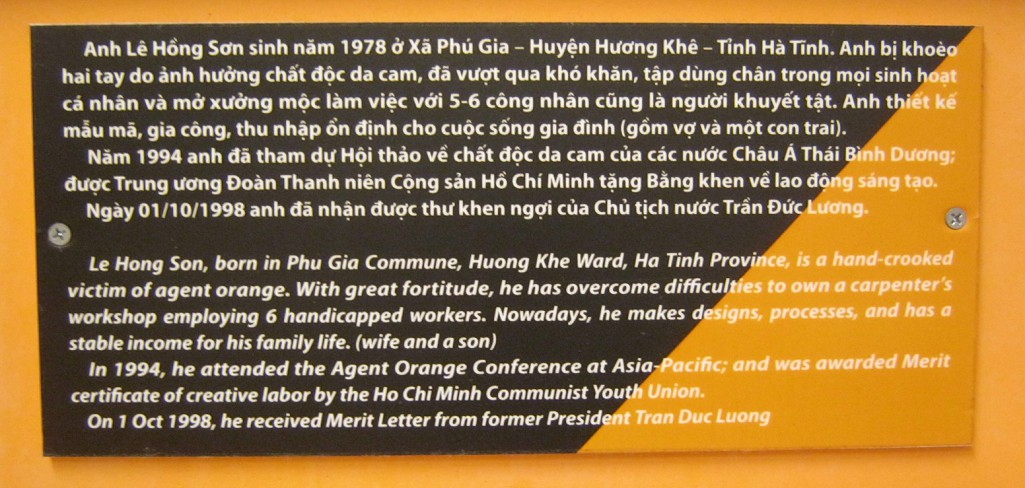 Anh Lê Hồng Sơn sinh năm 1978 ở Xã Phú Gia – Huyện Hương Khê – Tỉnh Hà Tĩnh. Anh bị khoèo
hai tay do ảnh hưởng chất độc da cam, đã vượt qua khó khăn, tập dùng chân trong mọi sinh hoạt
cá nhân và mở xưởng mộc làm việc với 5-6 công nhân cũng là người khuyết tật. Anh thiết kế
mẫu mã, gia công, thu nhập ổn định cho cuộc sống gia đình (gồm vợ và một con trai).
Năm 1994 anh đã tham dự Hội thảo về chất độc da cam của các nước Châu Á Thái Bình Dương;
được Trung ương Đoàn Thanh niên Cộng sản Hồ Chí Minh tặng Bằng khen về lao động sáng tạo.
Ngày 01/10/1998 anh đã nhận được thư khen ngợi của Chủ tịch nước Trần Đức Lương.
Le Hong Son, born in Phu Gia Commune, Huong Khe Ward, Ha Tinh Province, is a hand-crooked
victim of agent orange. With great fortitude, he has overcome difficulties to own a carpenter's
workshop employing 6 handicapped workers. Nowadays, he makes designs, processes, and has a
stable income for his family life. (wife and a son)
In 1994, he attended the Agent Orange Conference at Asia-Pacific; and was awarded Merit
certificate of creative labor by the Ho Chi Minh Communist Youth Union.
On 1 Oct 1998, he received Merit Letter from former President Tran Duc Luong